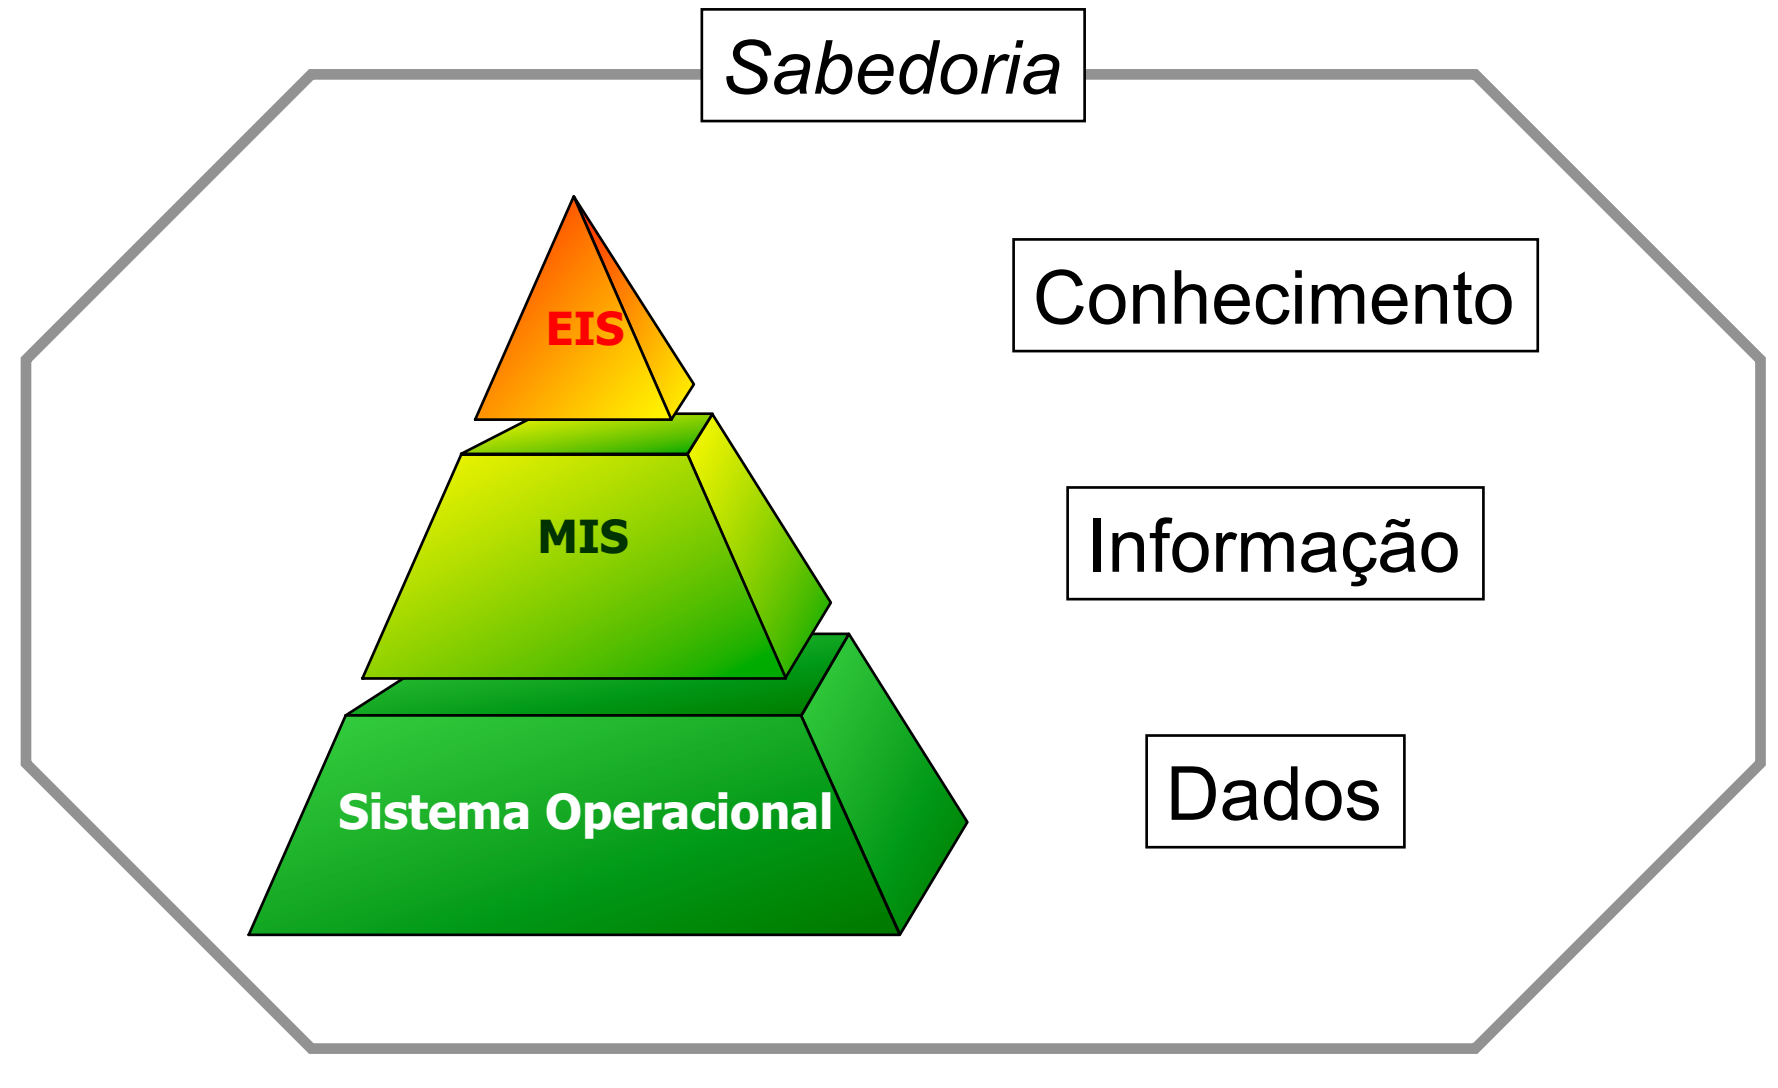 Sabedoria
EIS
Conhecimento
MIS
Informação
Sistema Operacional
Dados